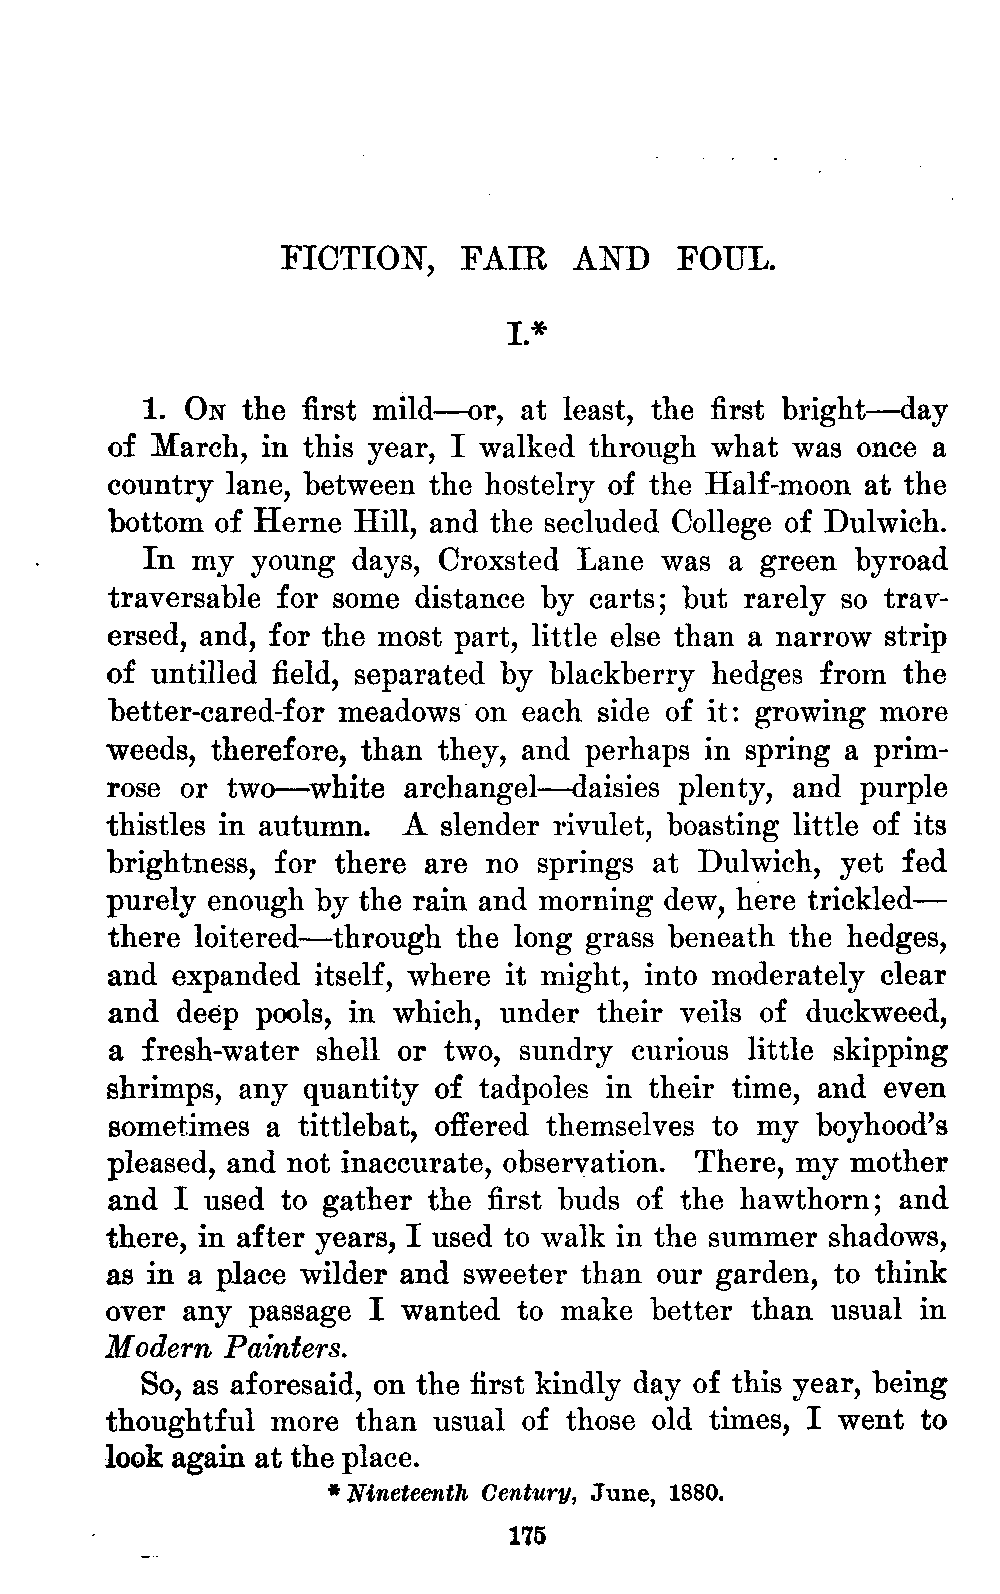 FICTION, FAIR AND FOUL.
I.*
1. ON the first mild—or, at least, the first bright—day
of March, in this year, I walked through what was once a
country lane, between the hostelry of the Half-moon at the
bottom of Herne Hill, and the secluded College of Dulwich.
In my young days, Croxsted Lane was a green byroad
traversable for some distance by carts; but rarely so trav-
ersed, and, for the most part, little else than a narrow strip
of untilled field, separated by blackberry hedges from the
better-cared-for meadows on each side of it: growing more
weeds, therefore, than they, and perhaps in spring a prim-
rose or two—white archangel—daisies plenty, and purple
thistles in autumn. A slender rivulet, boasting little of its
brightness, for there are no springs at Dulwich, yet fed
purely enough by the rain and morning dew, here trickled—
there loitered—through the long grass beneath the hedges,
and expanded itself, where it might, into moderately clear
and deep pools, in which, under their veils of duckweed,
a fresh-water shell or two, sundry curious little skipping
shrimps, any quantity of tadpoles in their time, and even
sometimes a tittlebat, offered themselves to my boyhood's
pleased, and not inaccurate, observation. There, my mother
and I used to gather the first buds of the hawthorn; and
there, in after years, I used to walk in the summer shadows,
as in a place wilder and sweeter than our garden, to think
over any passage I wanted to make better than usual in
Modern Painters.
So, as aforesaid, on the first kindly day of this year, being
thoughtful more than usual of those old times, I went to
look again at the place.
* Nineteenth Century, June, 1880.
175